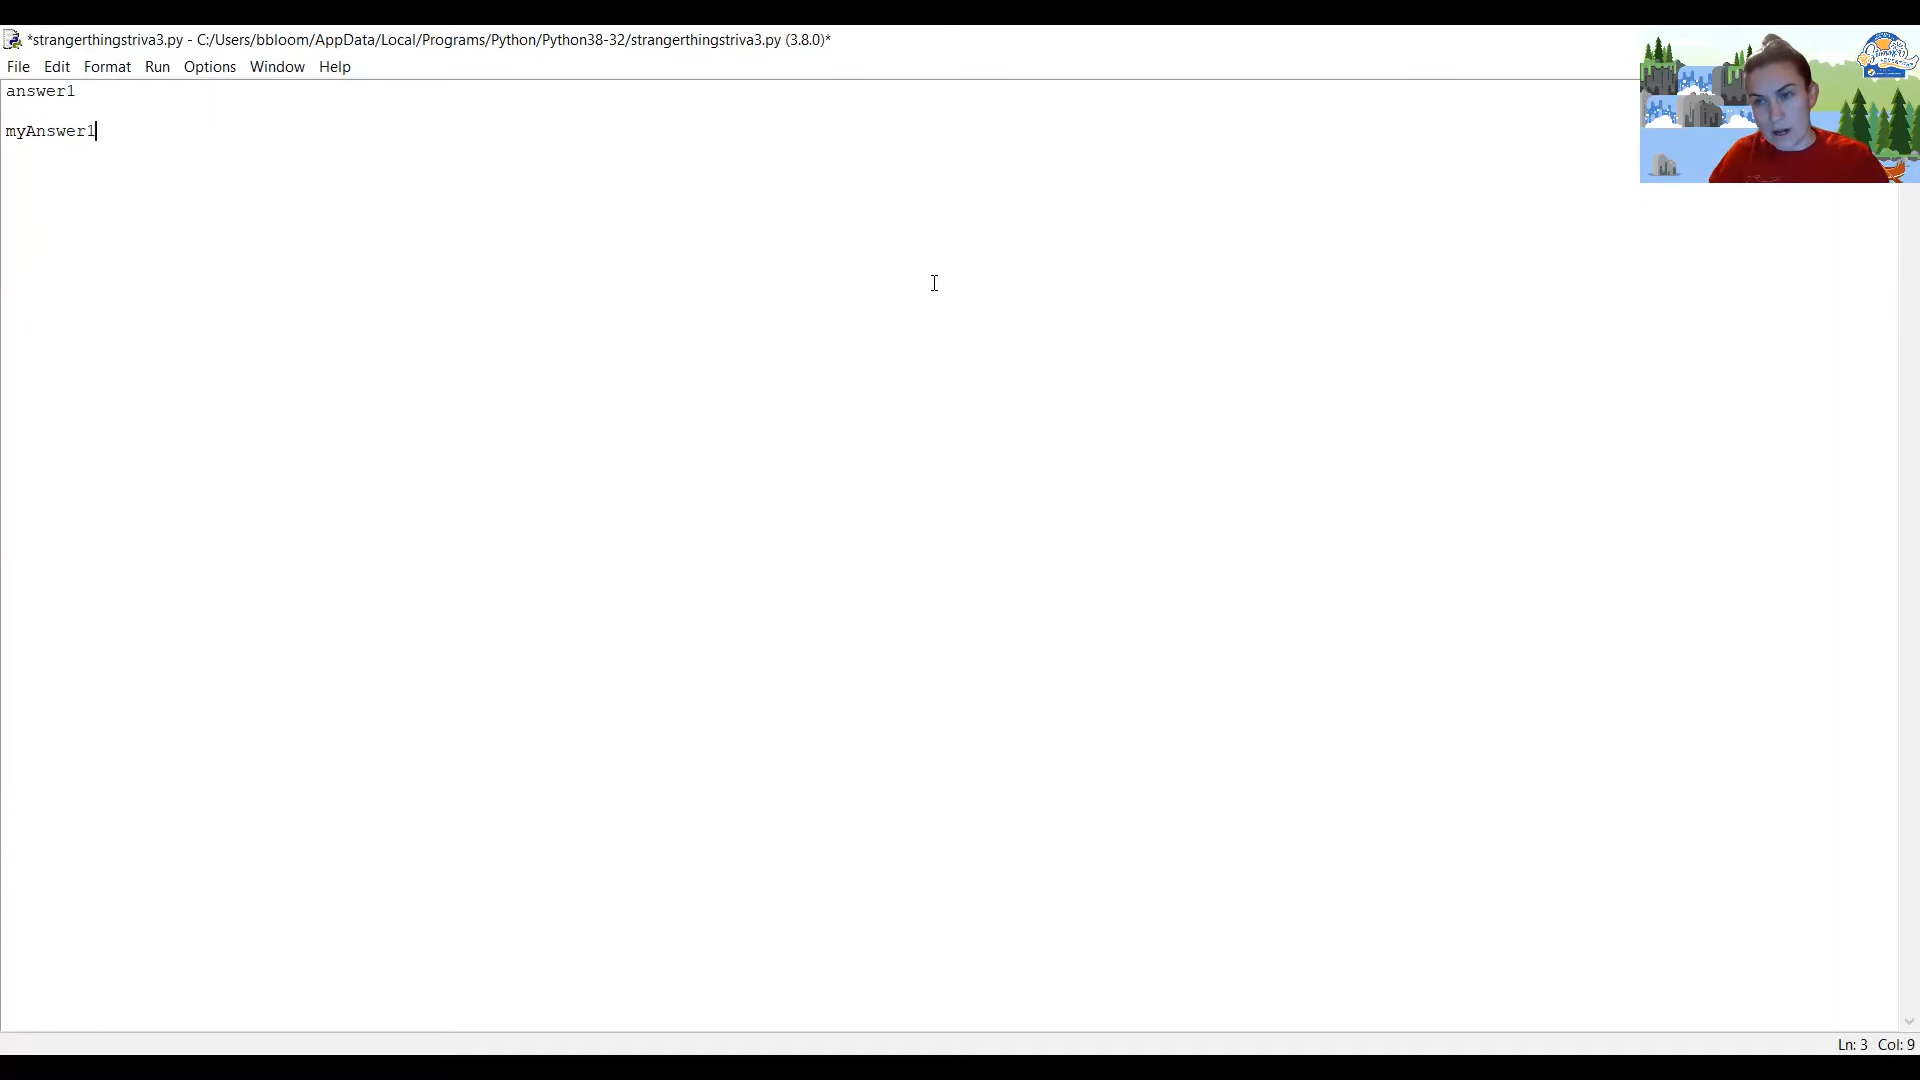 *strangerthingstriva3.py - C:/Users/bbloom/AppData/Local/Programs/Python/Python38-32/strangerthingstriva3.py (3.8.0)*
File Edit Format Run Options Window Help
answer1
myAnswer1
Ln: 3 Col: 9